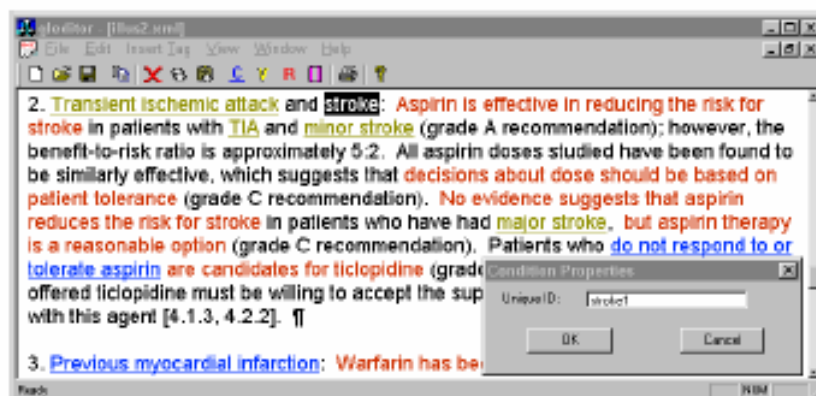 gloditor - [illus2.xml]
File Edit Insert Tag View Window Help
C Y R
2. Transient ischemic attack and stroke: Aspirin is effective in reducing the risk for
stroke in patients with TIA and minor stroke (grade A recommendation); however, the
benefit-to-risk ratio is approximately 5:2. All aspirin doses studied have been found to
be similarly effective, which suggests that decisions about dose should be based on
patient tolerance (grade C recommendation). No evidence suggests that aspirin
reduces the risk for stroke in patients who have had major stroke, but aspirin therapy
is a reasonable option (grade C recommendation). Patients who do not respond to or
tolerate aspirin are candidates for ticlopidine (grade
offered ticlopidine must be willing to accept the sup
with this agent [4.1.3, 4.2.2]. ¶
Condition Properties
UniqueID: stroke1
OK Cancel
3. Previous myocardial infarction: Warfarin has be
Ready NUM